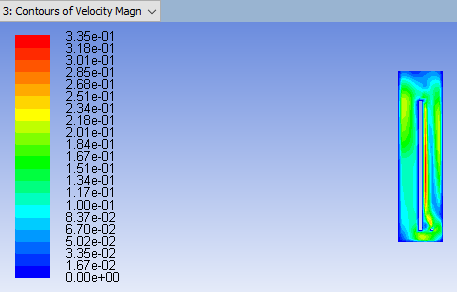 3: Contours of Velocity Magn
3.35e-01
3.18e-01
3.01e-01
2.85e-01
2.68e-01
2.51e-01
2.34e-01
2.18e-01
2.01e-01
1.84e-01
1.67e-01
1.51e-01
1.34e-01
1.17e-01
1.00e-01
8.37e-02
6.70e-02
5.02e-02
3.35e-02
1.67e-02
0.00e+00